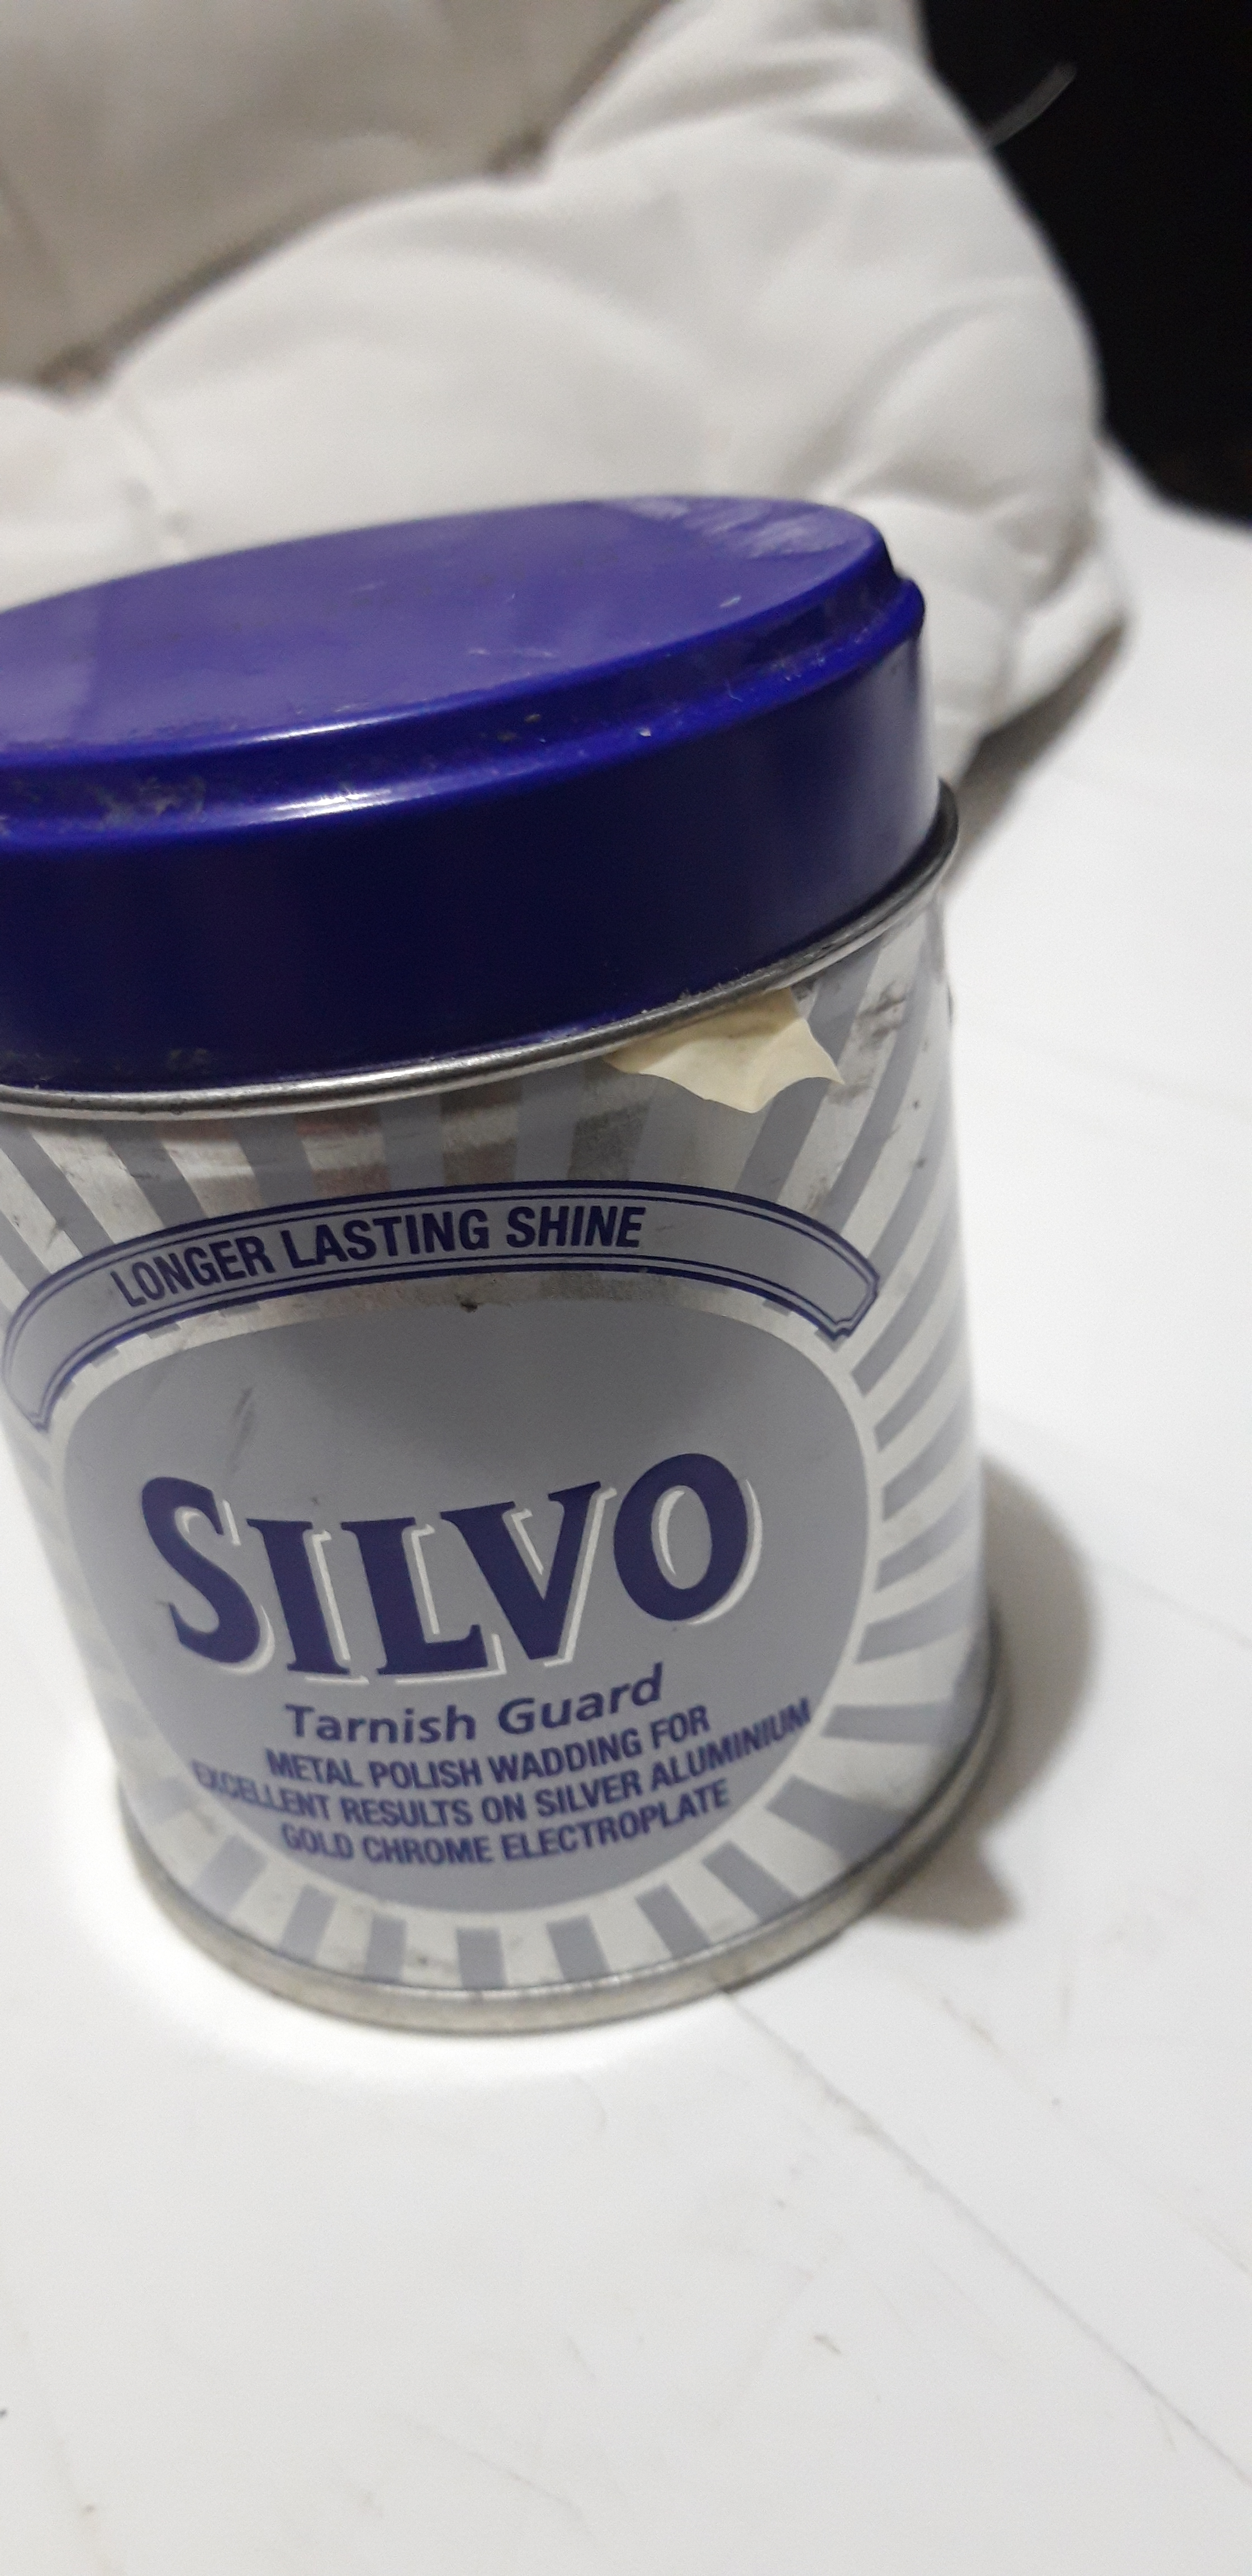 LONGER LASTING SHINE
SILVO
Tarnish Guard
METAL POLISH WADDING FOR
EXCELLENT RESULTS ON SILVER ALUMINIUM
GOLD CHROME ELECTROPLATE